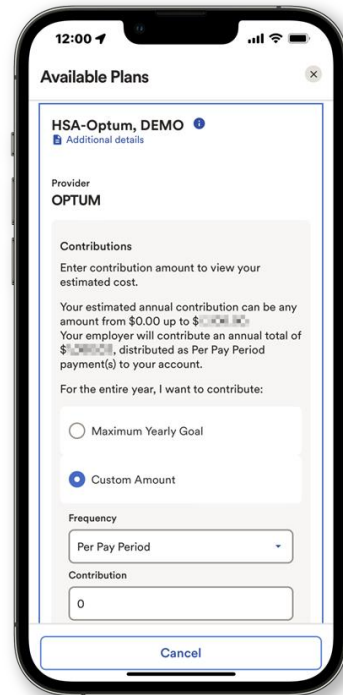 12:00
Available Plans
HSA-Optum, DEMO
Additional details
Provider
OPTUM
Contributions
Enter contribution amount to view your
estimated cost.
Your estimated annual contribution can be any
amount from $0.00 up to $
Your employer will contribute an annual total of
$ , distributed as Per Pay Period
payment(s) to your account.
For the entire year, I want to contribute:
Maximum Yearly Goal
Custom Amount
Frequency
Per Pay Period
Contribution
0
Cancel